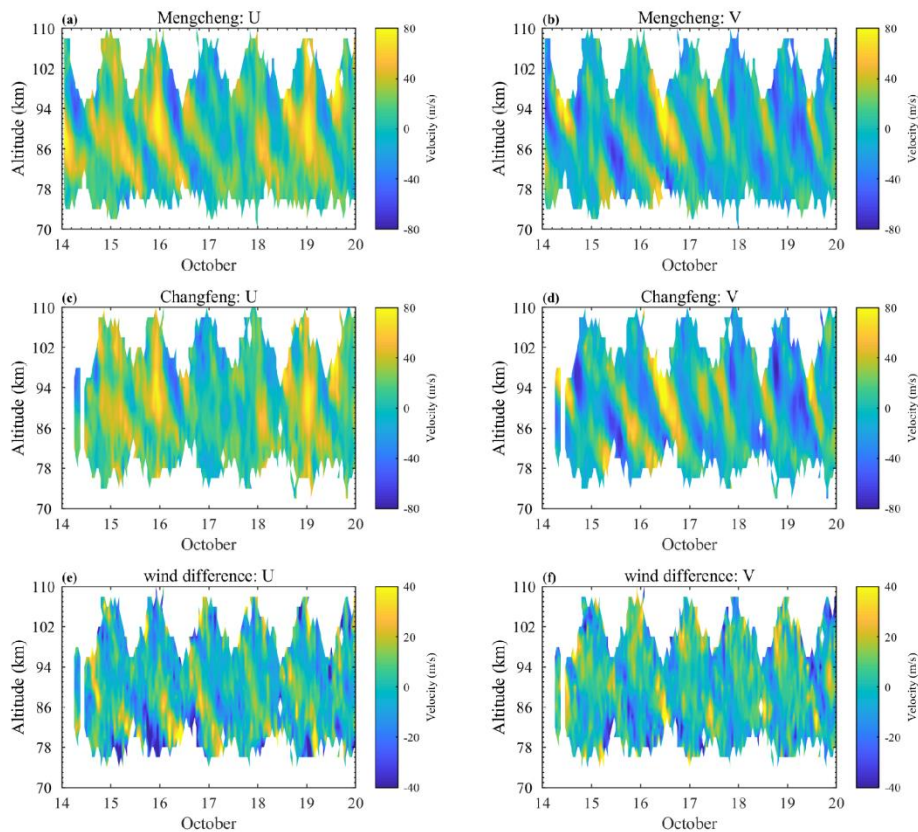 (a) Mengcheng: U
110
102
94
86
78
70
Altitude (km)
14 15 16 17 18 19 20
October
80
40
0
-40
-80
Velocity (m/s)
(b) Mengcheng: V
110
102
94
86
78
70
Altitude (km)
14 15 16 17 18 19 20
October
80
40
0
-40
-80
Velocity (m/s)
(c) Changfeng: U
110
102
94
86
78
70
Altitude (km)
14 15 16 17 18 19 20
October
80
40
0
-40
-80
Velocity (m/s)
(d) Changfeng: V
110
102
94
86
78
70
Altitude (km)
14 15 16 17 18 19 20
October
80
40
0
-40
-80
Velocity (m/s)
(e) wind difference: U
110
102
94
86
78
70
Altitude (km)
14 15 16 17 18 19 20
October
40
20
0
-20
-40
Velocity (m/s)
(f) wind difference: V
110
102
94
86
78
70
Altitude (km)
14 15 16 17 18 19 20
October
40
20
0
-20
-40
Velocity (m/s)